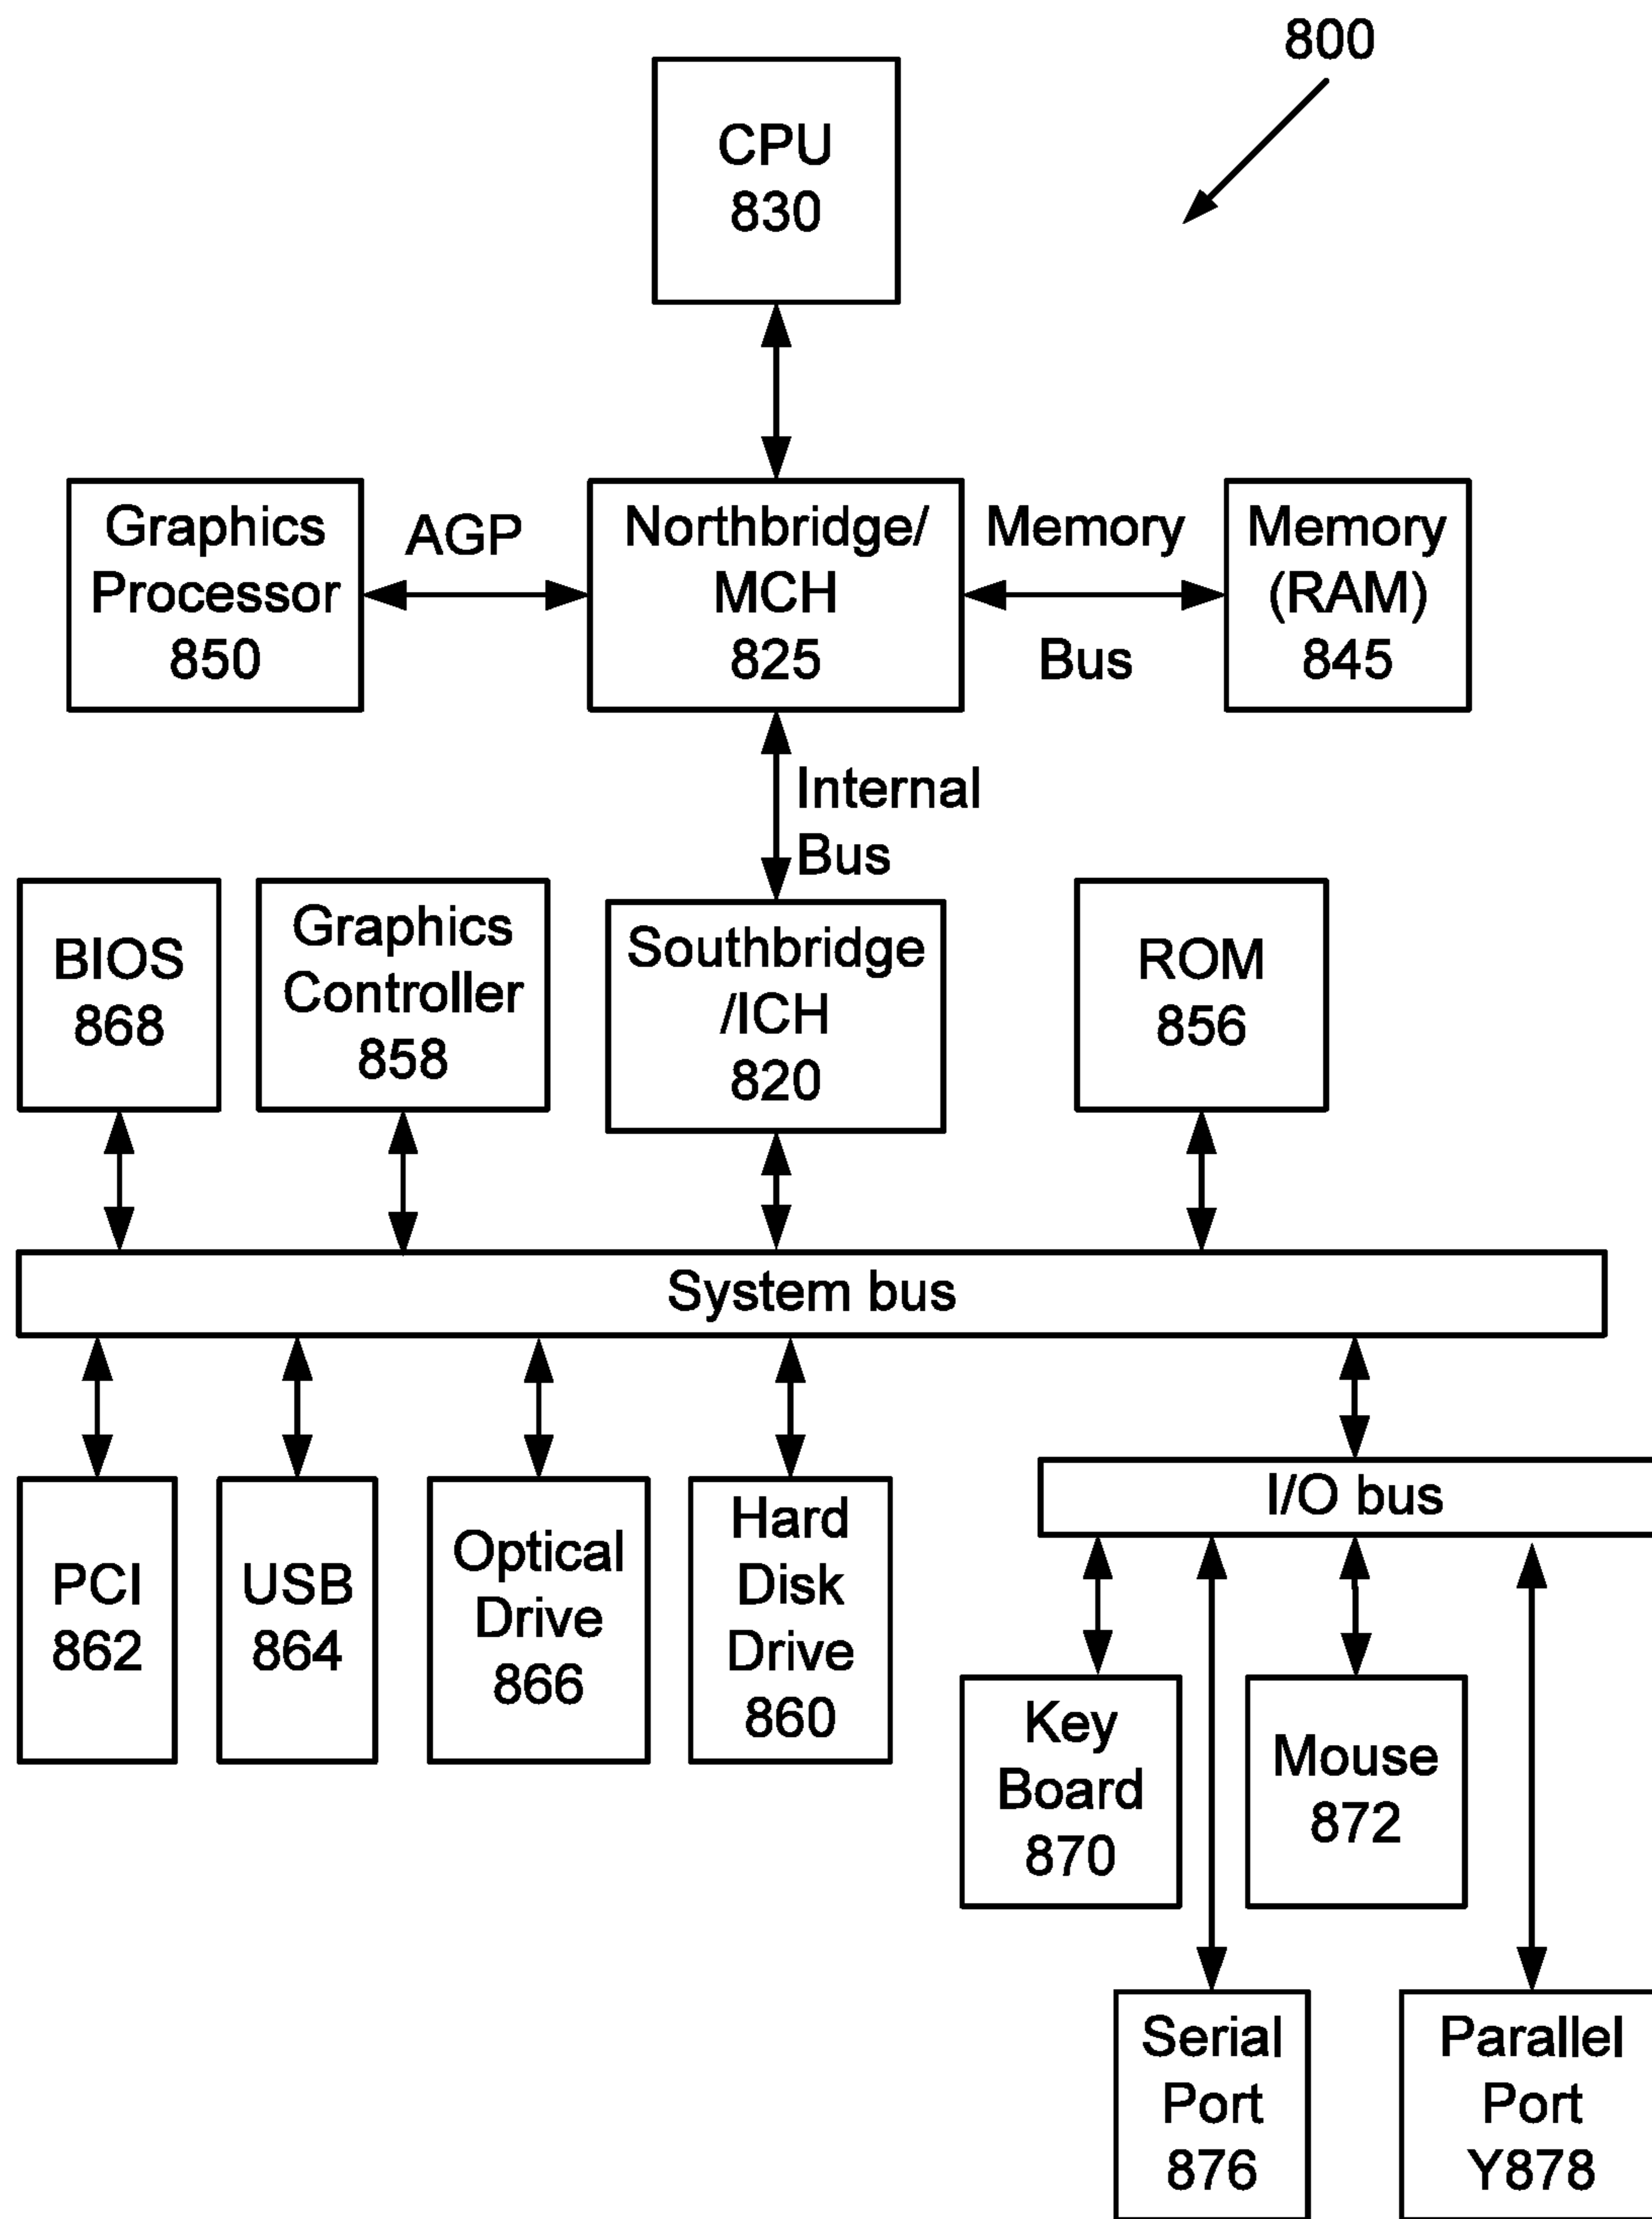 800
CPU
830
Graphics
Processor
850
AGP
Northbridge/
MCH
825
Memory
Bus
Memory
(RAM)
845
Internal
Bus
BIOS
868
Graphics
Controller
858
Southbridge
/ICH
820
ROM
856
System bus
PCI
862
USB
864
Optical
Drive
866
Hard
Disk
Drive
860
I/O bus
Key
Board
870
Mouse
872
Serial
Port
876
Parallel
Port
Y878